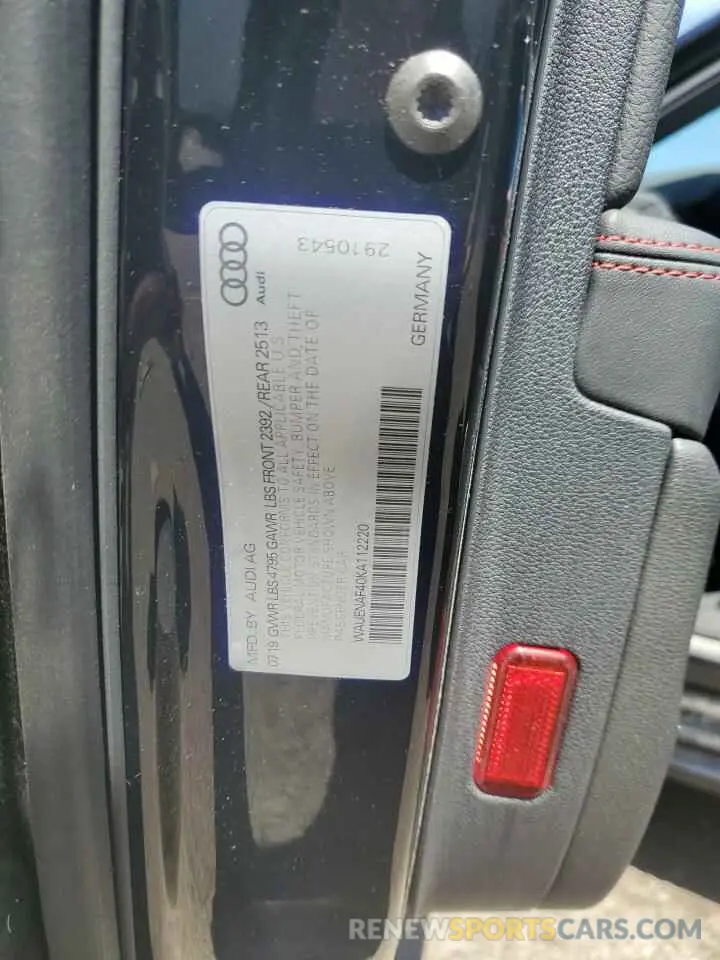 2910543
Audi
GERMANY
MFD.BY AUDI AG
07/19 GVWR LBS 4795 GAWR LBS FRONT 2392/REAR 2513
THIS VEHICLE CONFORMS TO ALL APPLICABLE U S
FEDERAL MOTOR VEHICLE SAFETY, BUMPER AND THEFT
PREVENTION STANDARDS IN EFFECT ON THE DATE OF
MANUFACTURE SHOWN ABOVE
PASSENGER CAR
WAUENAF40KA112220
RENEWSPORTSCARS.COM